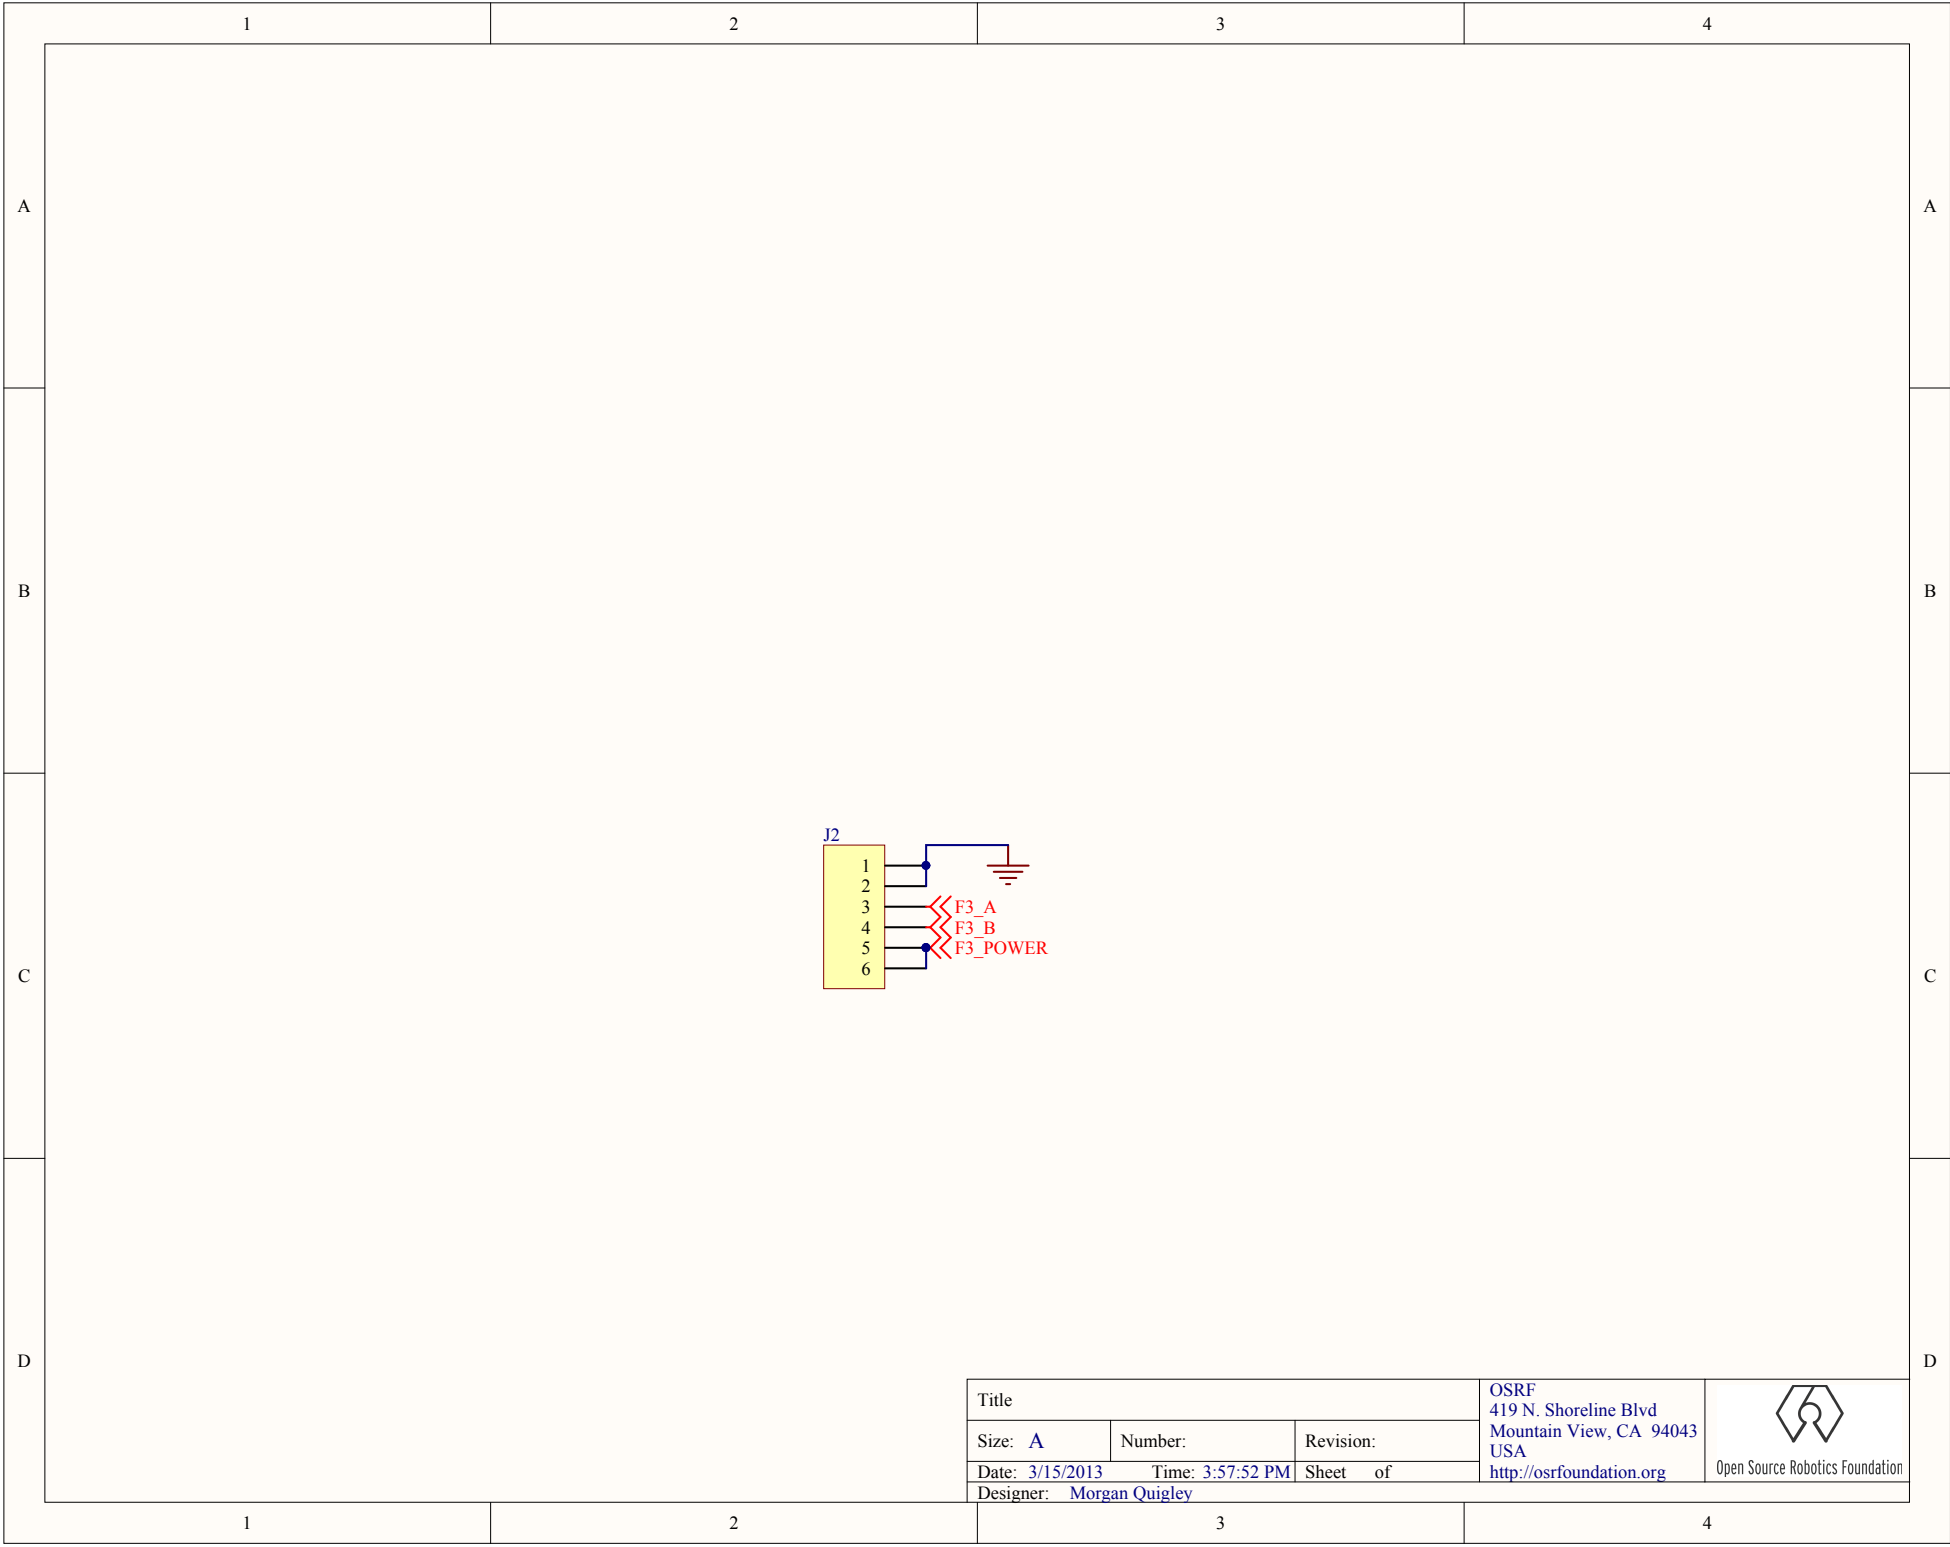 1 2 3 4
A A
B B
C C
D D
J2
1
2
3 F3_A
4 F3_B
5 F3_POWER
6
Title
Size: A Number: Revision:
Date: 3/15/2013 Time: 3:57:52 PM Sheet of
Designer: Morgan Quigley
OSRF
419 N. Shoreline Blvd
Mountain View, CA 94043
USA
http://osrfoundation.org
Open Source Robotics Foundation
1 2 3 4